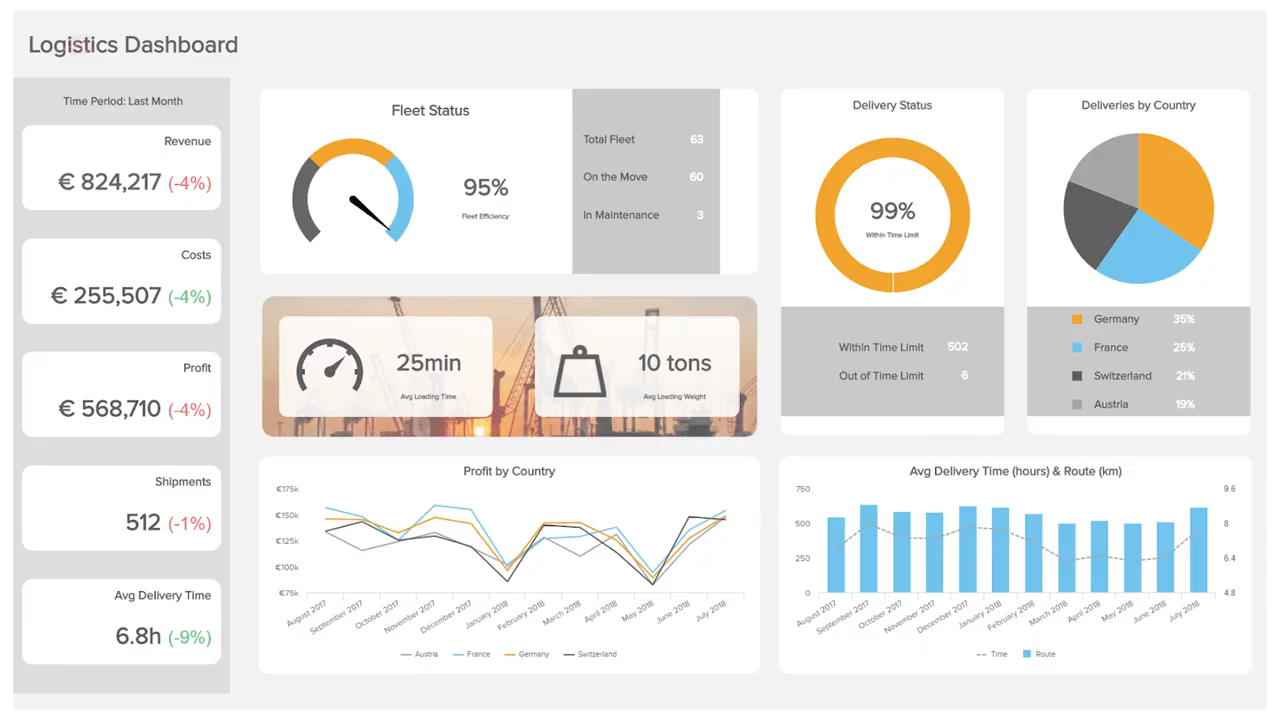 Logistics Dashboard
Time Period: Last Month
Revenue
€ 824,217 (-4%)
Costs
€ 255,507 (-4%)
Profit
€ 568,710 (-4%)
Shipments
512 (-1%)
Avg Delivery Time
6.8h (-9%)
Fleet Status
95%
Fleet Efficiency
Total Fleet 63
On the Move 60
In Maintenance 3
25min
Avg Loading Time
10 tons
Avg Loading Weight
Delivery Status
99%
Within Time Limit
Within Time Limit 502
Out of Time Limit 6
Deliveries by Country
Germany 35%
France 25%
Switzerland 21%
Austria 19%
Profit by Country
€175k
€150k
€125k
€100k
€75k
August 2017 September 2017 October 2017 November 2017 December 2017 January 2018 February 2018 March 2018 April 2018 May 2018 June 2018 July 2018
Austria France Germany Switzerland
Avg Delivery Time (hours) & Route (km)
750 9.6
500 8
250 6.4
0 4.8
August 2017 September 2017 October 2017 November 2017 December 2017 January 2018 February 2018 March 2018 April 2018 May 2018 June 2018 July 2018
Time Route